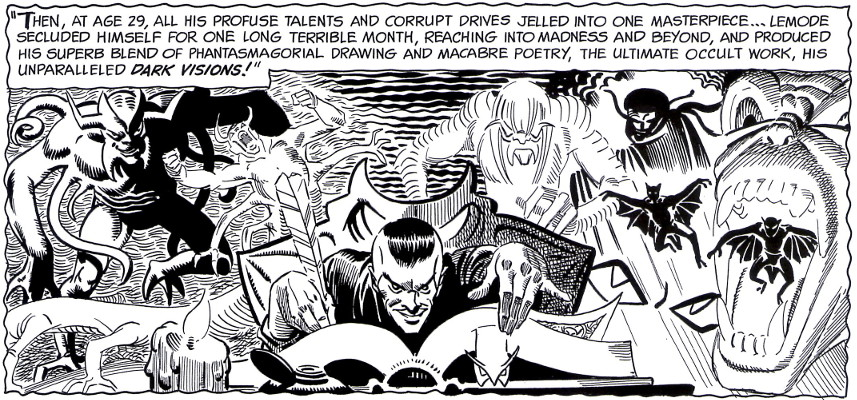 "THEN, AT AGE 29, ALL HIS PROFUSE TALENTS AND CORRUPT DRIVES JELLED INTO ONE MASTERPIECE... LEMODE
SECLUDED HIMSELF FOR ONE LONG TERRIBLE MONTH, REACHING INTO MADNESS AND BEYOND, AND PRODUCED
HIS SUPERB BLEND OF PHANTASMAGORIAL DRAWING AND MACABRE POETRY, THE ULTIMATE OCCULT WORK, HIS
UNPARALLELED DARK VISIONS!"